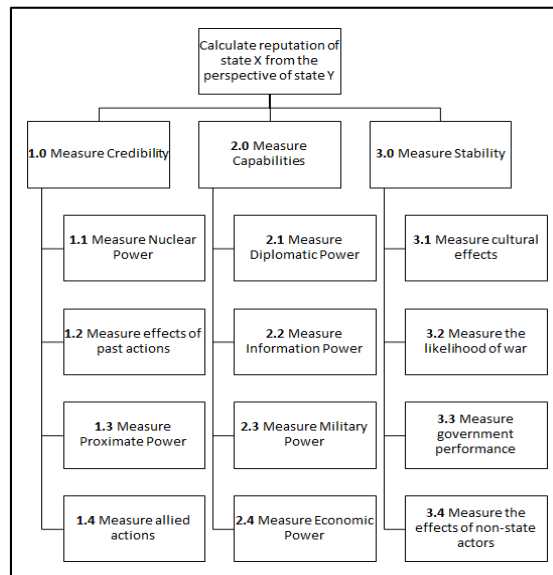 Calculate reputation of
state X from the
perspective of state Y
1.0 Measure Credibility
2.0 Measure
Capabilities
3.0 Measure Stability
1.1 Measure Nuclear
Power
1.2 Measure effects of
past actions
1.3 Measure
Proximate Power
1.4 Measure allied
actions
2.1 Measure
Diplomatic Power
2.2 Measure
Information Power
2.3 Measure Military
Power
2.4 Measure Economic
Power
3.1 Measure cultural
effects
3.2 Measure the
likelihood of war
3.3 Measure
government
performance
3.4 Measure the
effects of non-state
actors